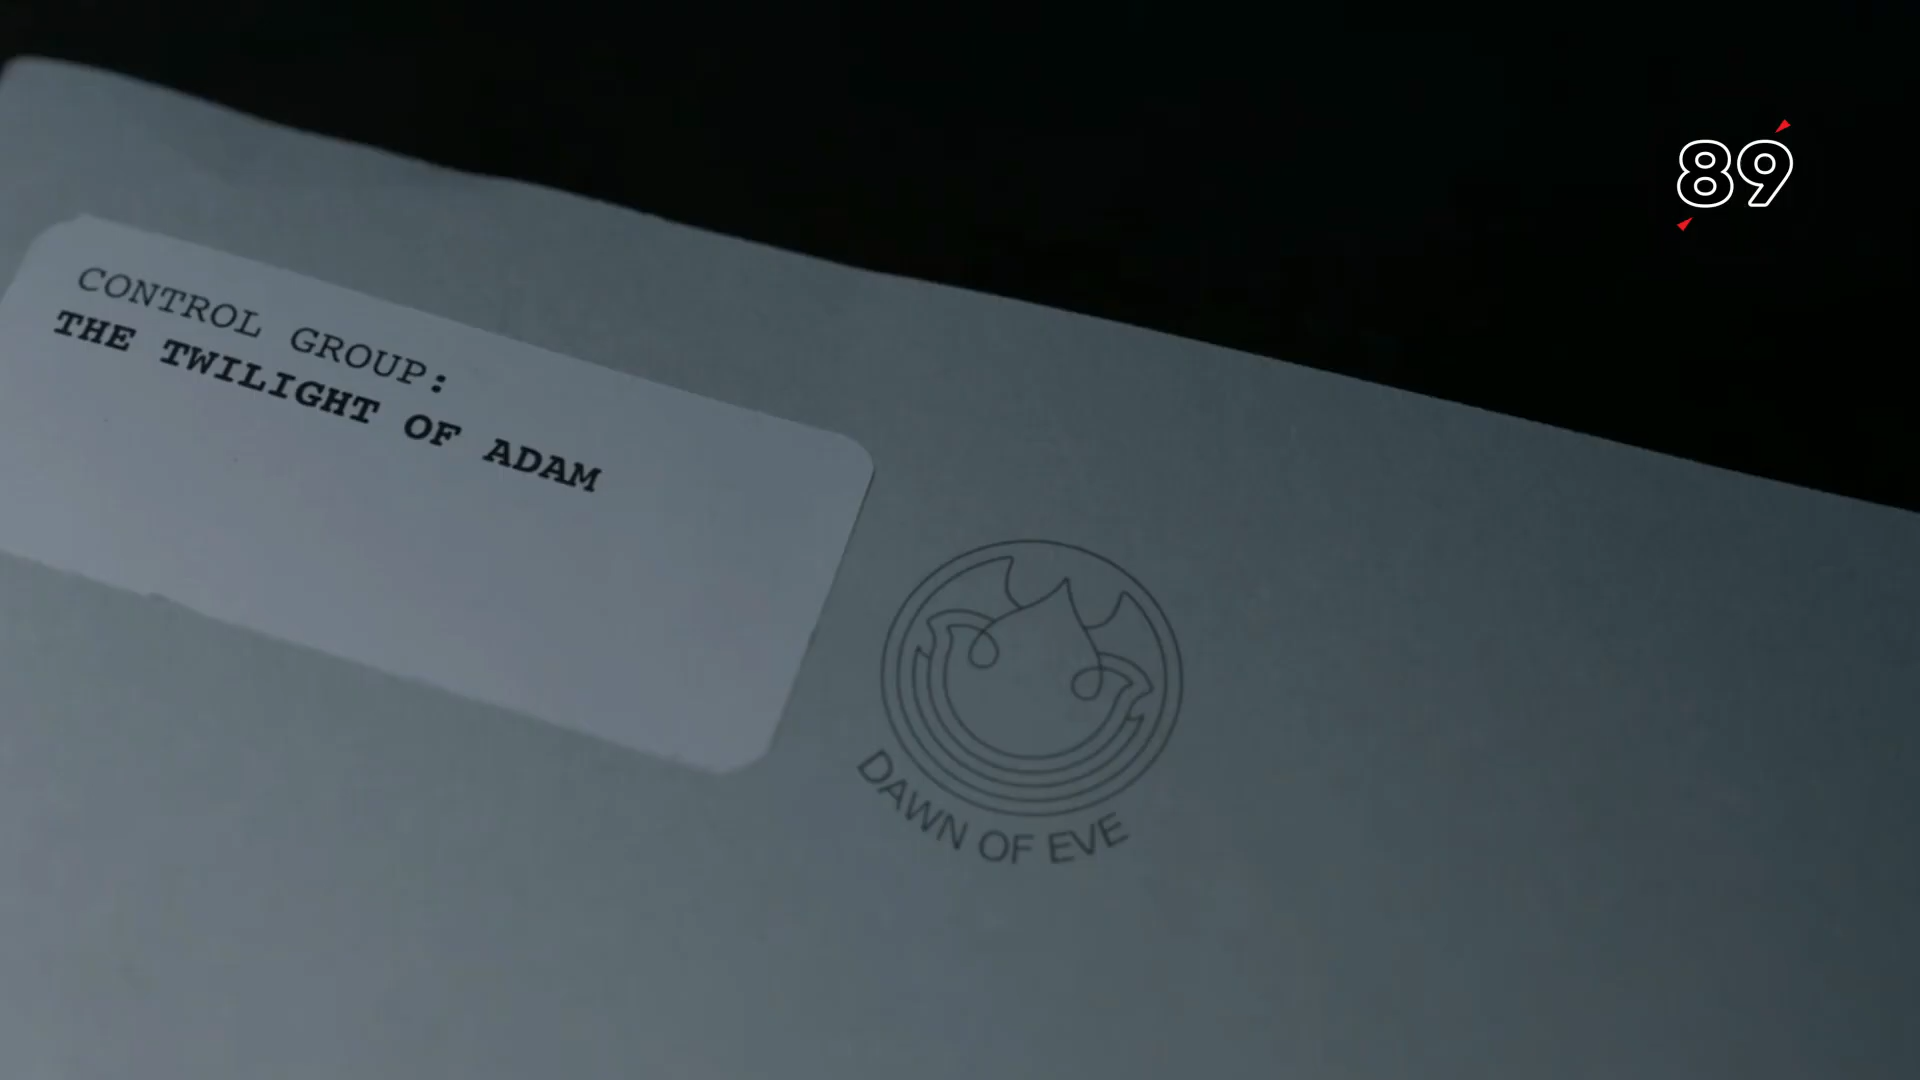 89
CONTROL GROUP:
THE TWILIGHT OF ADAM
DAWN OF EVE